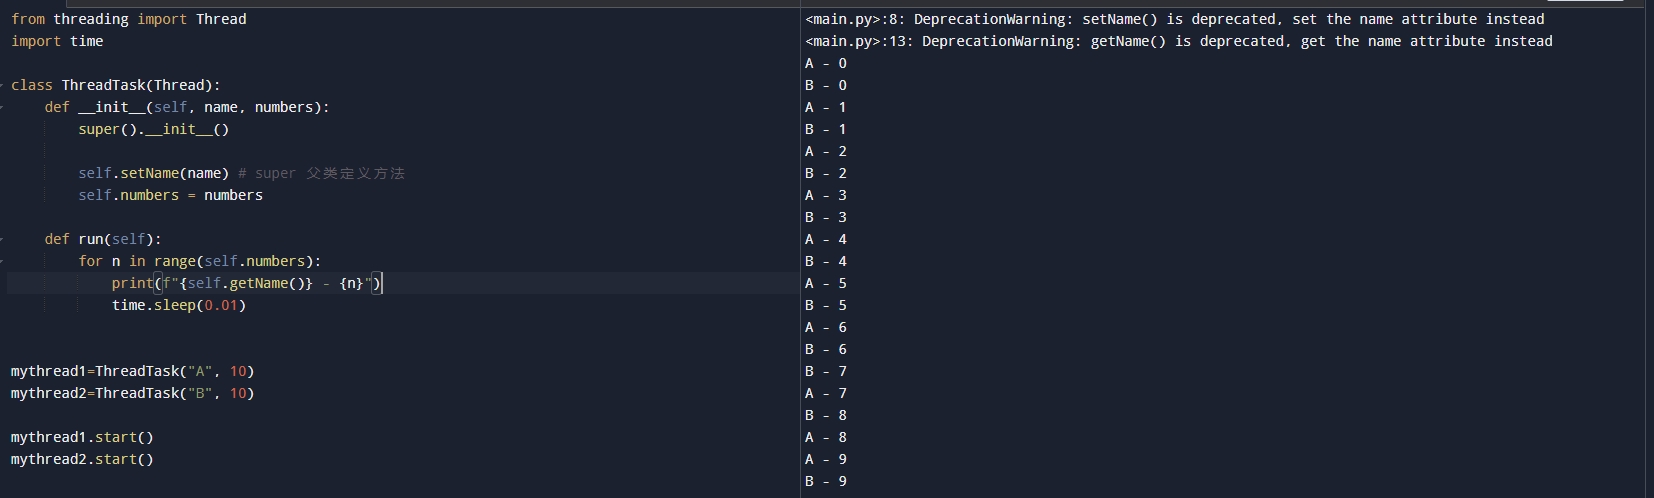 from threading import Thread
import time
class ThreadTask(Thread):
    def __init__(self, name, numbers):
        super().__init__()
        self.setName(name) # super 父类定义方法
        self.numbers = numbers
    def run(self):
        for n in range(self.numbers):
            print(f"{self.getName()} - {n}")
            time.sleep(0.01)
mythread1=ThreadTask("A", 10)
mythread2=ThreadTask("B", 10)
mythread1.start()
mythread2.start()
<main.py>:8: DeprecationWarning: setName() is deprecated, set the name attribute instead
<main.py>:13: DeprecationWarning: getName() is deprecated, get the name attribute instead
A - 0
B - 0
A - 1
B - 1
A - 2
B - 2
A - 3
B - 3
A - 4
B - 4
A - 5
B - 5
A - 6
B - 6
B - 7
A - 7
B - 8
A - 8
A - 9
B - 9